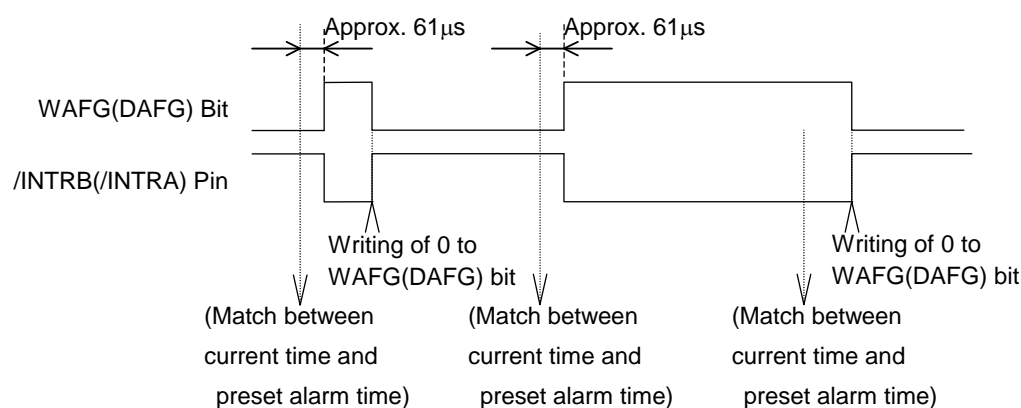 Approx. 61μs
Approx. 61μs
WAFG(DAFG) Bit
/INTRB(/INTRA) Pin
Writing of 0 to
WAFG(DAFG) bit
Writing of 0 to
WAFG(DAFG) bit
(Match between
current time and
preset alarm time)
(Match between
current time and
preset alarm time)
(Match between
current time and
preset alarm time)